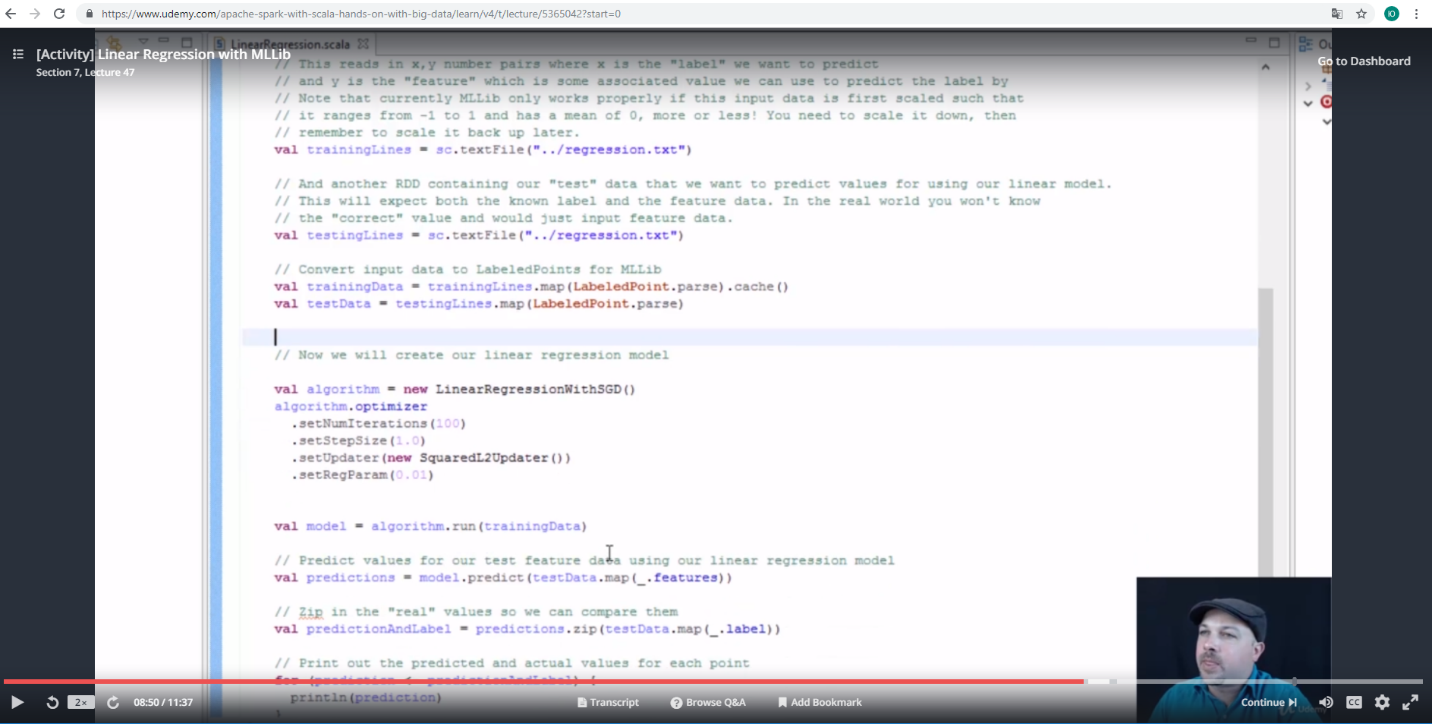 https://www.udemy.com/apache-spark-with-scala-hands-on-with-big-data/learn/v4/t/lecture/5365042?start=0
[Activity] Linear Regression with MLLib
Section 7, Lecture 47
Go to Dashboard
LinearRegression.scala
// This reads in x,y number pairs where x is the "label" we want to predict
// and y is the "feature" which is some associated value we can use to predict the label by
// Note that currently MLLib only works properly if this input data is first scaled such that
// it ranges from -1 to 1 and has a mean of 0, more or less! You need to scale it down, then
// remember to scale it back up later.
val trainingLines = sc.textFile("../regression.txt")
// And another RDD containing our "test" data that we want to predict values for using our linear model.
// This will expect both the known label and the feature data. In the real world you won't know
// the "correct" value and would just input feature data.
val testingLines = sc.textFile("../regression.txt")
// Convert input data to LabeledPoints for MLLib
val trainingData = trainingLines.map(LabeledPoint.parse).cache()
val testData = testingLines.map(LabeledPoint.parse)
// Now we will create our linear regression model
val algorithm = new LinearRegressionWithSGD()
algorithm.optimizer
.setNumIterations(100)
.setStepSize(1.0)
.setUpdater(new SquaredL2Updater())
.setRegParam(0.01)
val model = algorithm.run(trainingData)
// Predict values for our test feature data using our linear regression model
val predictions = model.predict(testData.map(_.features))
// Zip in the "real" values so we can compare them
val predictionAndLabel = predictions.zip(testData.map(_.label))
// Print out the predicted and actual values for each point
for (prediction <- predictionAndLabel) {
println(prediction)
}
2×
08:50 / 11:37
Transcript
Browse Q&A
Add Bookmark
Continue
CC